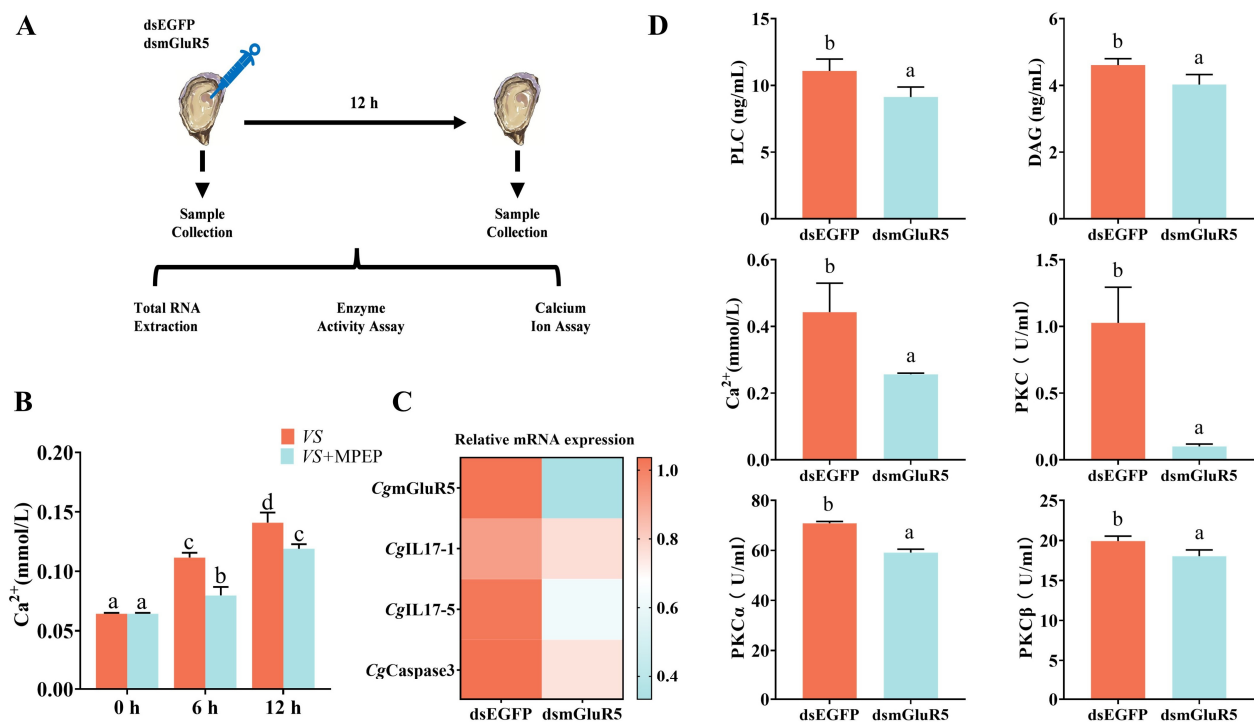 A
dsEGFP
dsmGluR5
12 h
Sample
Collection
Sample
Collection
Total RNA
Extraction
Enzyme
Activity Assay
Calcium
Ion Assay
B
VS
VS+MPEP
Ca²⁺(mmol/L)
0.20
0.15
0.10
0.05
0.00
a
a
c
b
d
c
0 h
6 h
12 h
C
Relative mRNA expression
CgmGluR5
CgIL17-1
CgIL17-5
CgCaspase3
dsEGFP
dsmGluR5
1.0
0.8
0.6
0.4
D
PLC (ng/mL)
15
10
5
0
b
a
dsEGFP
dsmGluR5
DAG (ng/mL)
6
4
2
0
b
a
dsEGFP
dsmGluR5
Ca²⁺(mmol/L)
0.6
0.4
0.2
0.0
b
a
dsEGFP
dsmGluR5
PKC（ U/ml）
1.5
1.0
0.5
0.0
b
a
dsEGFP
dsmGluR5
PKCα（ U/ml）
80
60
40
20
0
b
a
dsEGFP
dsmGluR5
PKCβ（ U/ml）
25
20
15
10
5
0
b
a
dsEGFP
dsmGluR5